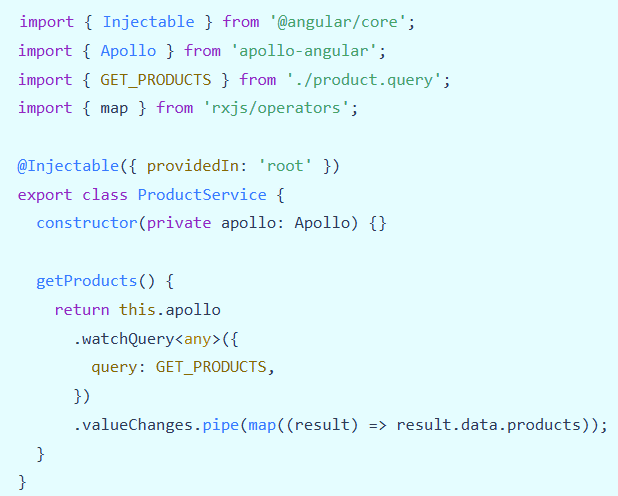 import { Injectable } from '@angular/core';
import { Apollo } from 'apollo-angular';
import { GET_PRODUCTS } from './product.query';
import { map } from 'rxjs/operators';

@Injectable({ providedIn: 'root' })
export class ProductService {
  constructor(private apollo: Apollo) {}

  getProducts() {
    return this.apollo
      .watchQuery<any>({
        query: GET_PRODUCTS,
      })
      .valueChanges.pipe(map((result) => result.data.products));
  }
}